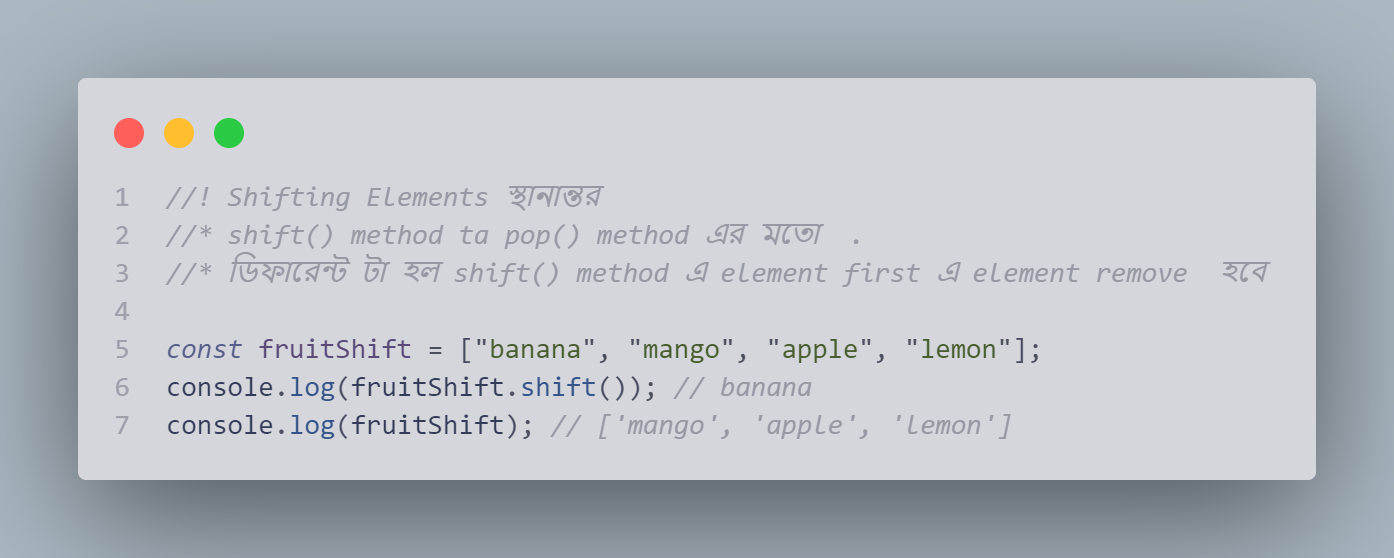 1 //! Shifting Elements স্থানান্তর
2 //* shift() method ta pop() method এর মতো .
3 //* ডিফারেন্ট টা হল shift() method এ element first এ element remove হবে
4
5 const fruitShift = ["banana", "mango", "apple", "lemon"];
6 console.log(fruitShift.shift()); // banana
7 console.log(fruitShift); // ['mango', 'apple', 'lemon']